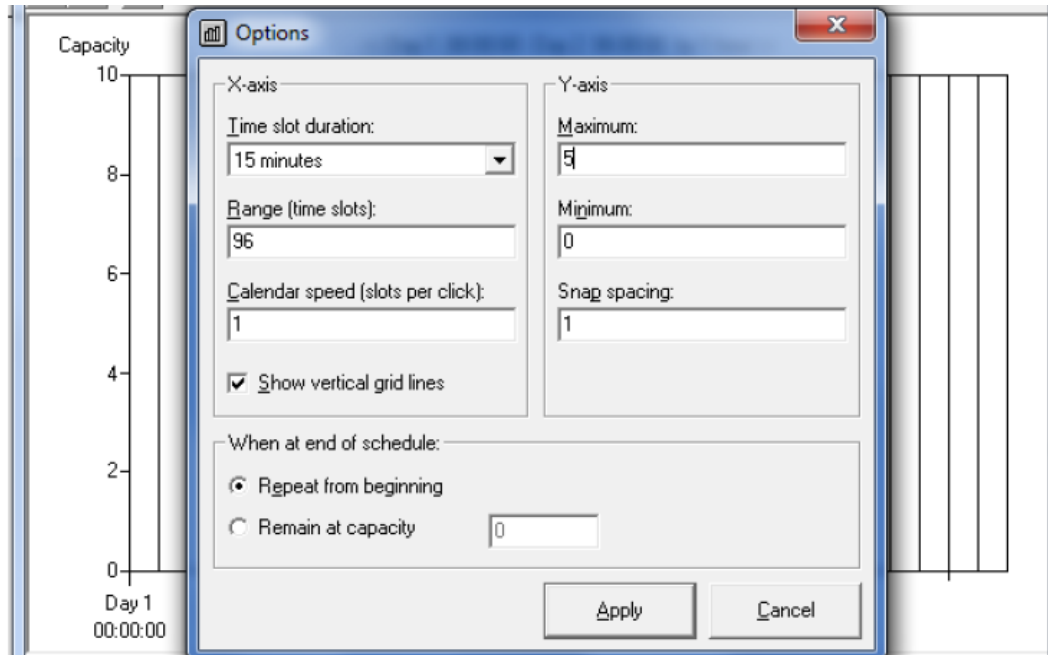 Options
Capacity
10
8
6
4
2
0
Day 1
00:00:00
X-axis
Time slot duration:
15 minutes
Range (time slots):
96
Calendar speed (slots per click):
1
Show vertical grid lines
Y-axis
Maximum:
5
Minimum:
0
Snap spacing:
1
When at end of schedule:
Repeat from beginning
Remain at capacity
0
Apply
Cancel